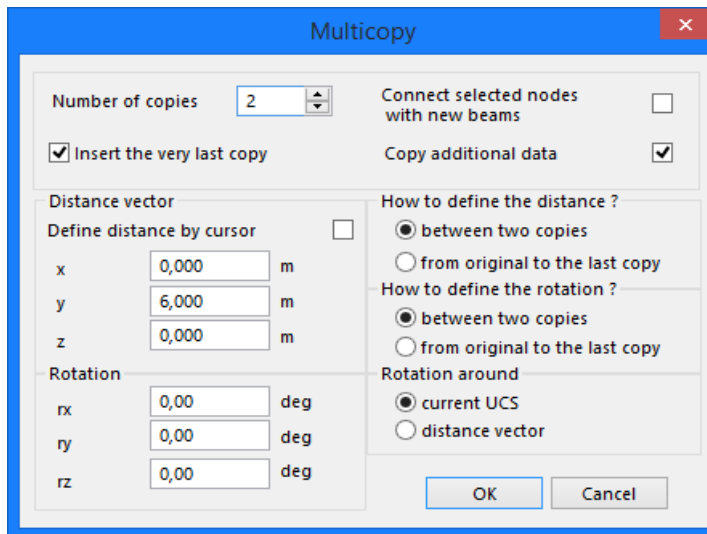 Multicopy
Number of copies 2
Connect selected nodes
with new beams
Insert the very last copy
Copy additional data
Distance vector
Define distance by cursor
x 0,000 m
y 6,000 m
z 0,000 m
How to define the distance ?
between two copies
from original to the last copy
How to define the rotation ?
between two copies
from original to the last copy
Rotation
rx 0,00 deg
ry 0,00 deg
rz 0,00 deg
Rotation around
current UCS
distance vector
OK Cancel